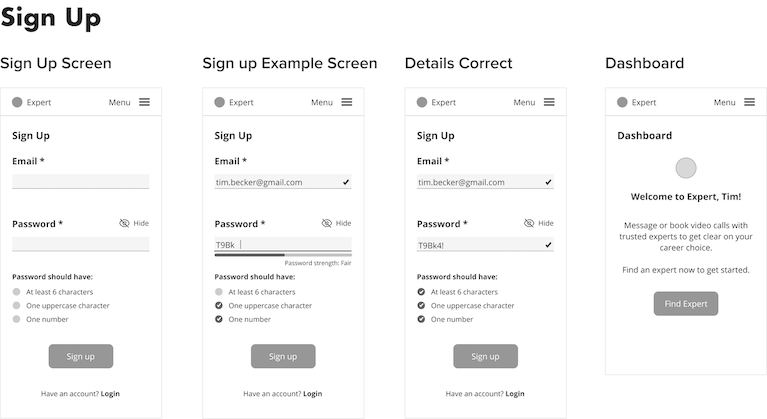 Sign Up
Sign Up Screen
Expert Menu
Sign Up
Email *
Password * Hide
Password should have:
At least 6 characters
One uppercase character
One number
Sign up
Have an account? Login
Sign up Example Screen
Expert Menu
Sign Up
Email *
tim.becker@gmail.com ✔
Password * Hide
T9Bk
Password strength: Fair
Password should have:
At least 6 characters
One uppercase character
One number
Sign up
Have an account? Login
Details Correct
Expert Menu
Sign Up
Email *
tim.becker@gmail.com ✔
Password * Hide
T9Bk4! ✔
Password should have:
At least 6 characters
One uppercase character
One number
Sign up
Have an account? Login
Dashboard
Expert Menu
Dashboard
Welcome to Expert, Tim!
Message or book video calls with
trusted experts to get clear on your
career choice.
Find an expert now to get started.
Find Expert